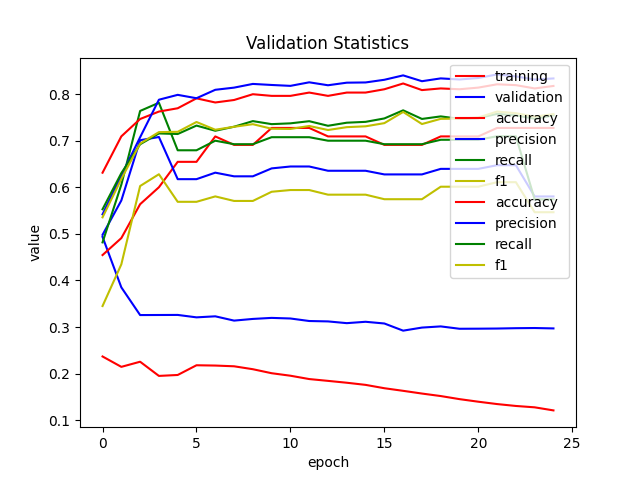 Validation Statistics
value
0.8
0.7
0.6
0.5
0.4
0.3
0.2
0.1
training
validation
accuracy
precision
recall
f1
accuracy
precision
recall
f1
0 5 10 15 20 25
epoch